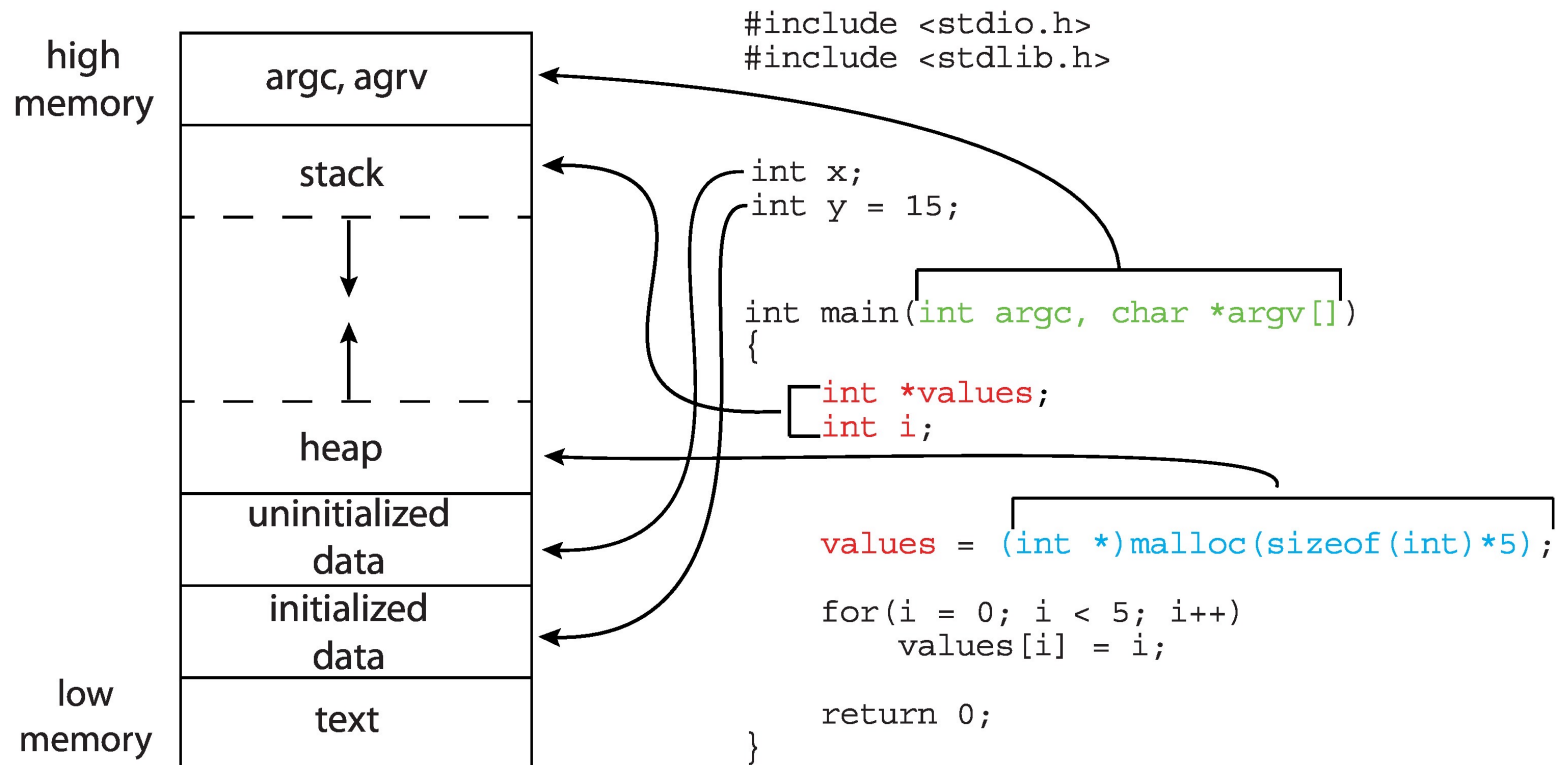 high
memory
argc, agrv
stack
heap
uninitialized
data
initialized
data
text
low
memory
#include <stdio.h>
#include <stdlib.h>
int x;
int y = 15;
int main(int argc, char *argv[])
{
int *values;
int i;
values = (int *)malloc(sizeof(int)*5);
for(i = 0; i < 5; i++)
values[i] = i;
return 0;
}